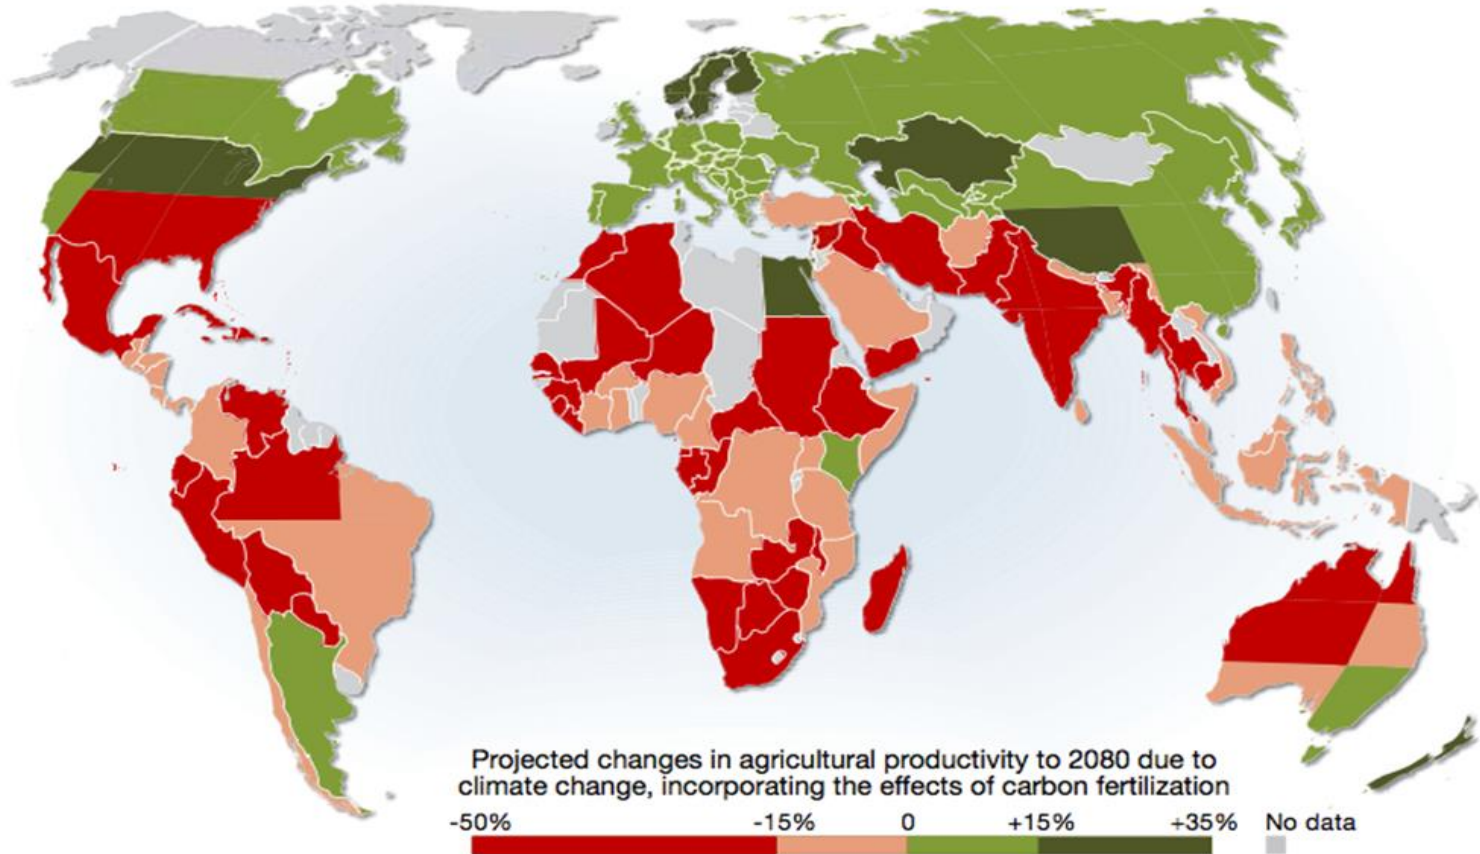 Projected changes in agricultural productivity to 2080 due to
climate change, incorporating the effects of carbon fertilization
-50% -15% 0 +15% +35% No data